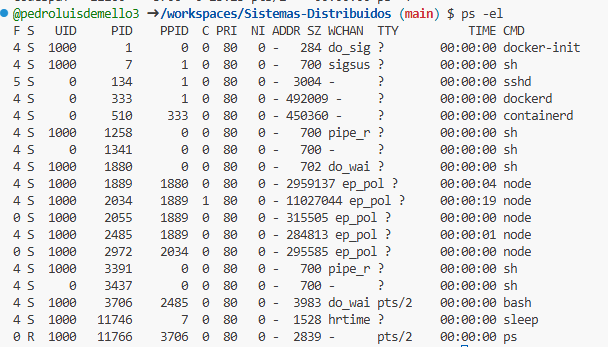 @pedroluisdemello3 → /workspaces/Sistemas-Distribuidos (main) $ ps -el
F S   UID     PID    PPID  C PRI  NI ADDR SZ WCHAN  TTY          TIME CMD
4 S  1000       1       0  0  80   0 -   284 do_sig ?        00:00:00 docker-init
4 S  1000       7       1  0  80   0 -   700 sigsus ?        00:00:00 sh
5 S     0     134       1  0  80   0 -  3004 -      ?        00:00:00 sshd
4 S     0     333       1  0  80   0 - 492009 -     ?        00:00:00 dockerd
4 S     0     510     333  0  80   0 - 450360 -     ?        00:00:00 containerd
4 S  1000    1258       0  0  80   0 -   700 pipe_r ?        00:00:00 sh
4 S     0    1341       0  0  80   0 -   700 -      ?        00:00:00 sh
4 S  1000    1880       0  0  80   0 -   702 do_wai ?        00:00:00 sh
4 S  1000    1889    1880  0  80   0 - 2959137 ep_pol ?      00:00:04 node
4 S  1000    2034    1889  1  80   0 - 11027044 ep_pol ?     00:00:19 node
0 S  1000    2055    1889  0  80   0 - 315505 ep_pol ?       00:00:00 node
4 S  1000    2485    1889  0  80   0 - 284813 ep_pol ?       00:00:01 node
0 S  1000    2972    2034  0  80   0 - 295585 ep_pol ?       00:00:00 node
4 S  1000    3391       0  0  80   0 -   700 pipe_r ?        00:00:00 sh
4 S     0    3437       0  0  80   0 -   700 -      ?        00:00:00 sh
4 S  1000    3706    2485  0  80   0 -  3983 do_wai pts/2    00:00:00 bash
4 S  1000   11746       7  0  80   0 -  1528 hrtime ?        00:00:00 sleep
0 R  1000   11766    3706  0  80   0 -  2839 -      pts/2    00:00:00 ps